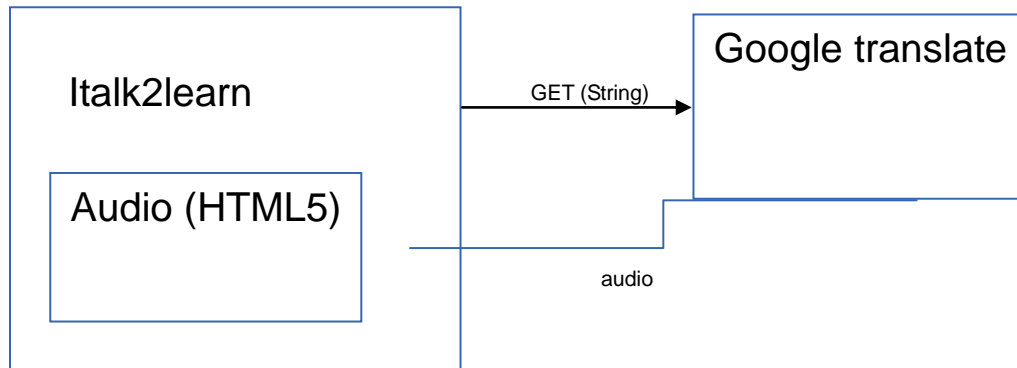 Google translate
Italk2learn
GET (String)
Audio (HTML5)
audio